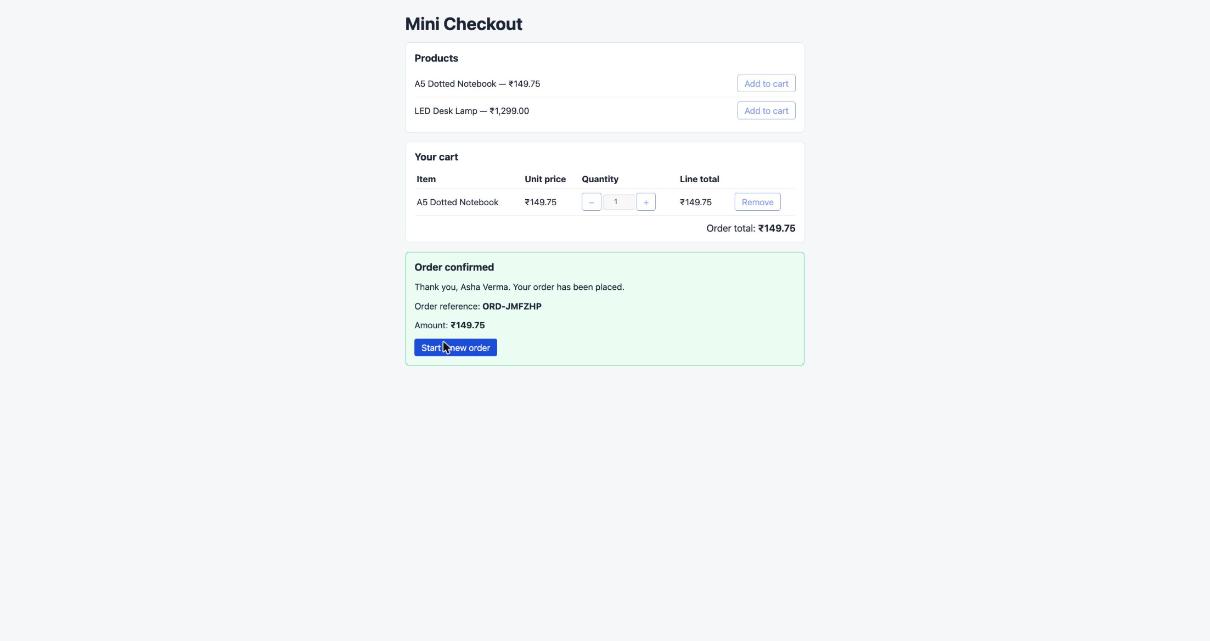 Mini Checkout
Products
A5 Dotted Notebook — ₹149.75 Add to cart
LED Desk Lamp — ₹1,299.00 Add to cart
Your cart
Item Unit price Quantity Line total
A5 Dotted Notebook ₹149.75 − 1 + ₹149.75 Remove
Order total: ₹149.75
Order confirmed
Thank you, Asha Verma. Your order has been placed.
Order reference: ORD-JMFZHP
Amount: ₹149.75
Start new order